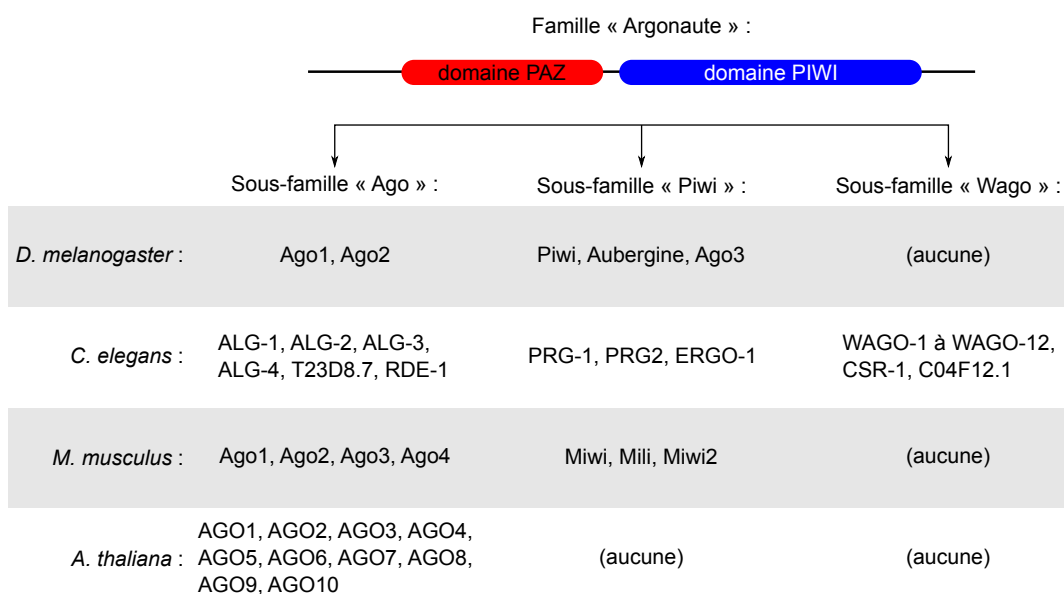 Famille « Argonaute » :
domaine PAZ
domaine PIWI
Sous-famille « Ago » :
Sous-famille « Piwi » :
Sous-famille « Wago » :
D. melanogaster :
Ago1, Ago2
Piwi, Aubergine, Ago3
(aucune)
C. elegans :
ALG-1, ALG-2, ALG-3,
ALG-4, T23D8.7, RDE-1
PRG-1, PRG2, ERGO-1
WAGO-1 à WAGO-12,
CSR-1, C04F12.1
M. musculus :
Ago1, Ago2, Ago3, Ago4
Miwi, Mili, Miwi2
(aucune)
A. thaliana :
AGO1, AGO2, AGO3, AGO4,
AGO5, AGO6, AGO7, AGO8,
AGO9, AGO10
(aucune)
(aucune)